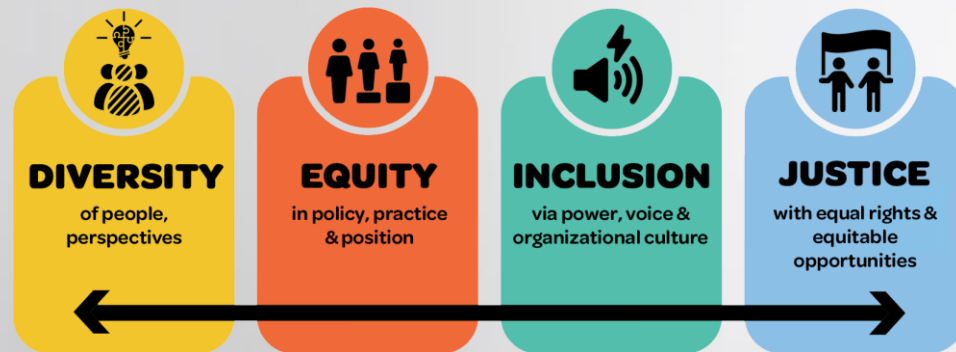 DIVERSITY
of people,
perspectives
EQUITY
in policy, practice
& position
INCLUSION
via power, voice &
organizational culture
JUSTICE
with equal rights &
equitable
opportunities